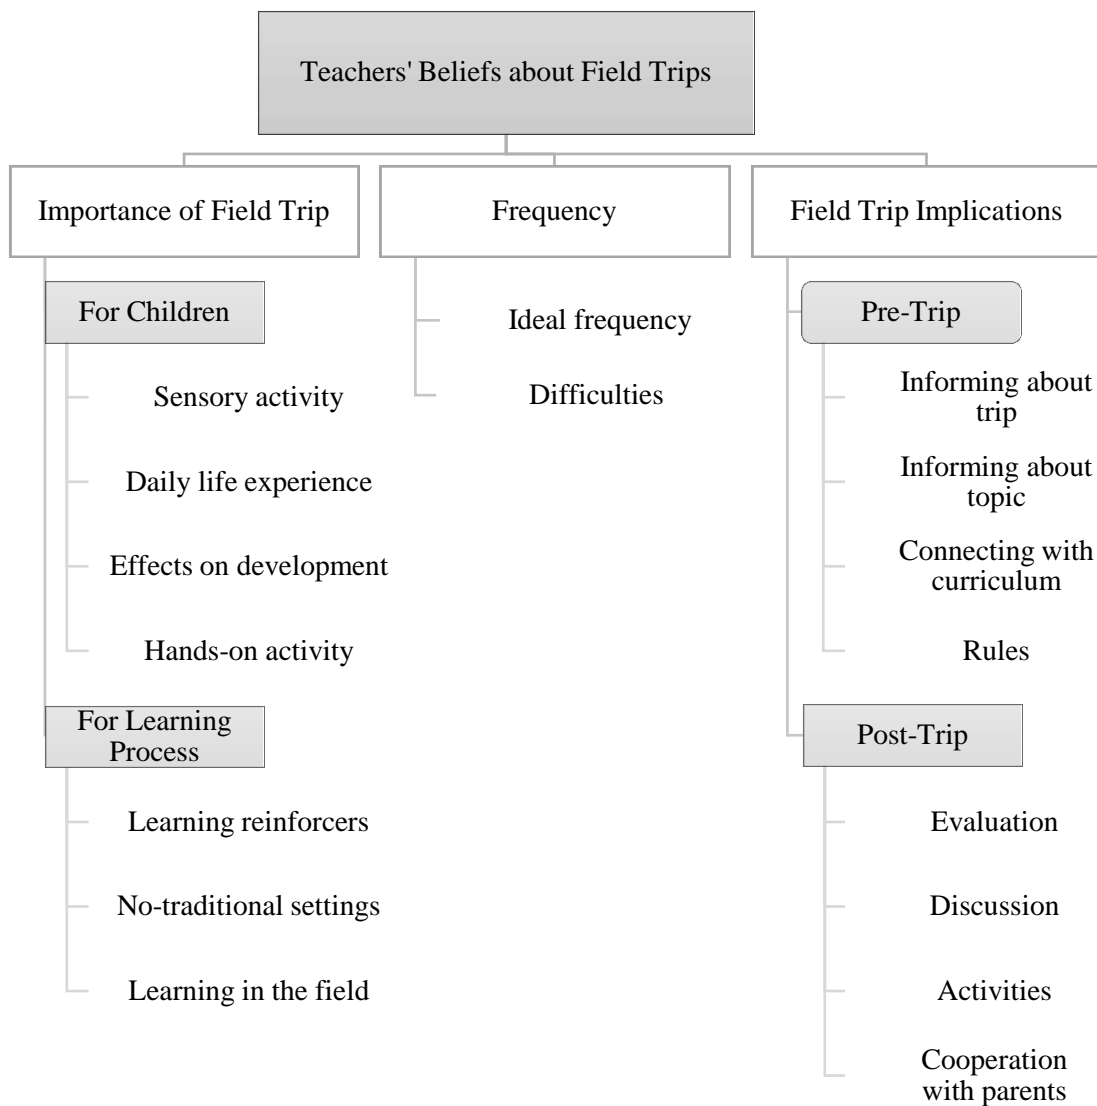 Teachers' Beliefs about Field Trips
Importance of Field Trip
For Children
Sensory activity
Daily life experience
Effects on development
Hands-on activity
For Learning
Process
Learning reinforcers
No-traditional settings
Learning in the field
Frequency
Ideal frequency
Difficulties
Field Trip Implications
Pre-Trip
Informing about
trip
Informing about
topic
Connecting with
curriculum
Rules
Post-Trip
Evaluation
Discussion
Activities
Cooperation
with parents